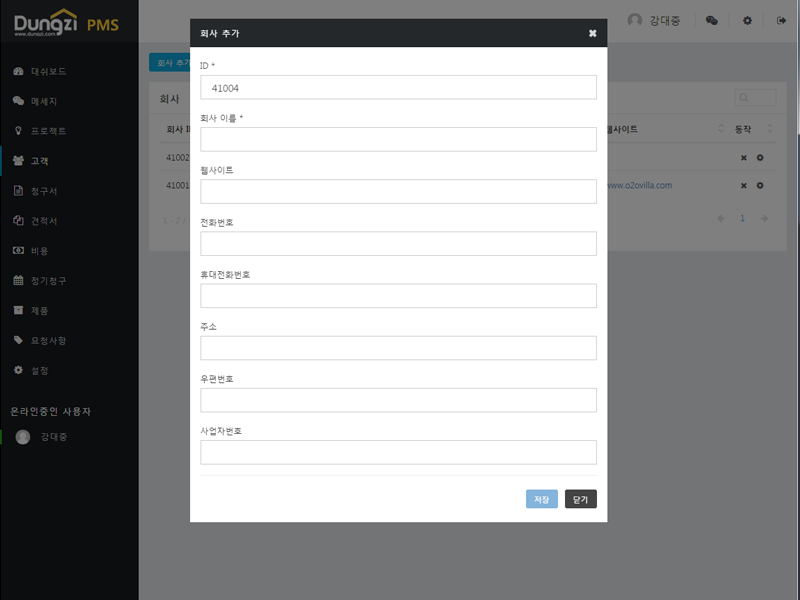 Dungzi PMS
www.dungzi.com
대쉬보드
메세지
프로젝트
고객
청구서
견적서
비용
정기청구
제품
요청사항
설정
온라인중인 사용자
강대중
강대중
회사 추가
회사
회사 I
웹사이트
동작
41002
41001
www.o2ovilla.com
1
회사 추가
ID *
41004
회사 이름 *
웹사이트
전화번호
휴대전화번호
주소
우편번호
사업자번호
저장
닫기